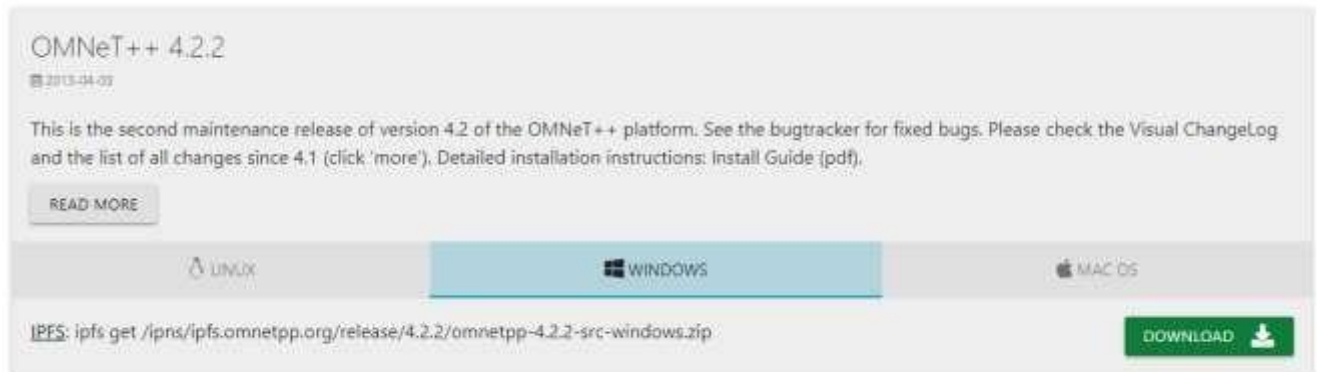 OMNeT++ 4.2.2
2013-04-09
This is the second maintenance release of version 4.2 of the OMNeT++ platform. See the bugtracker for fixed bugs. Please check the Visual ChangeLog
and the list of all changes since 4.1 (click 'more'). Detailed installation instructions: Install Guide (pdf).
READ MORE
LINUX
WINDOWS
MAC OS
IPFS: ipfs get /ipns/ipfs.omnetpp.org/release/4.2.2/omnetpp-4.2.2-src-windows.zip
DOWNLOAD